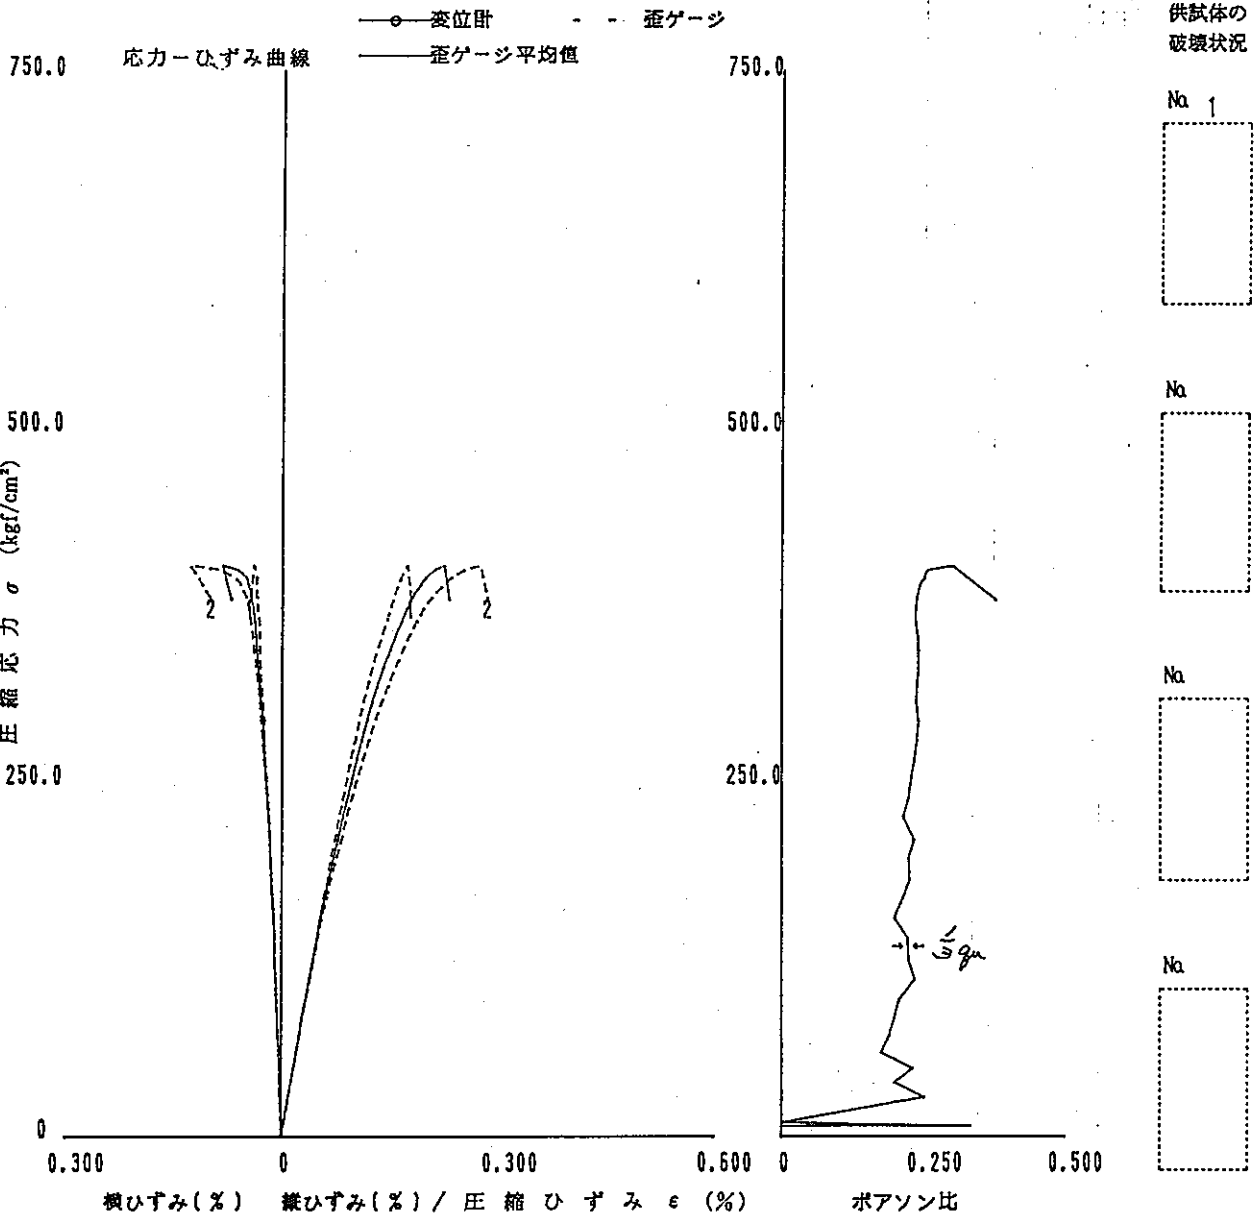 変位計 歪ゲージ
応力－ひずみ曲線 歪ゲージ平均値
供試体の
破壊状況
750.0 750.0
No. 1
500.0 500.0
No.
圧縮応力 σ (kgf/cm²)
2 2
No.
250.0 250.0
1/3 qu
No.
0
0.300 0 0.300 0.600 0 0.250 0.500
横ひずみ(%) 縦ひずみ(%) / 圧縮ひずみ ε (%) ポアソン比